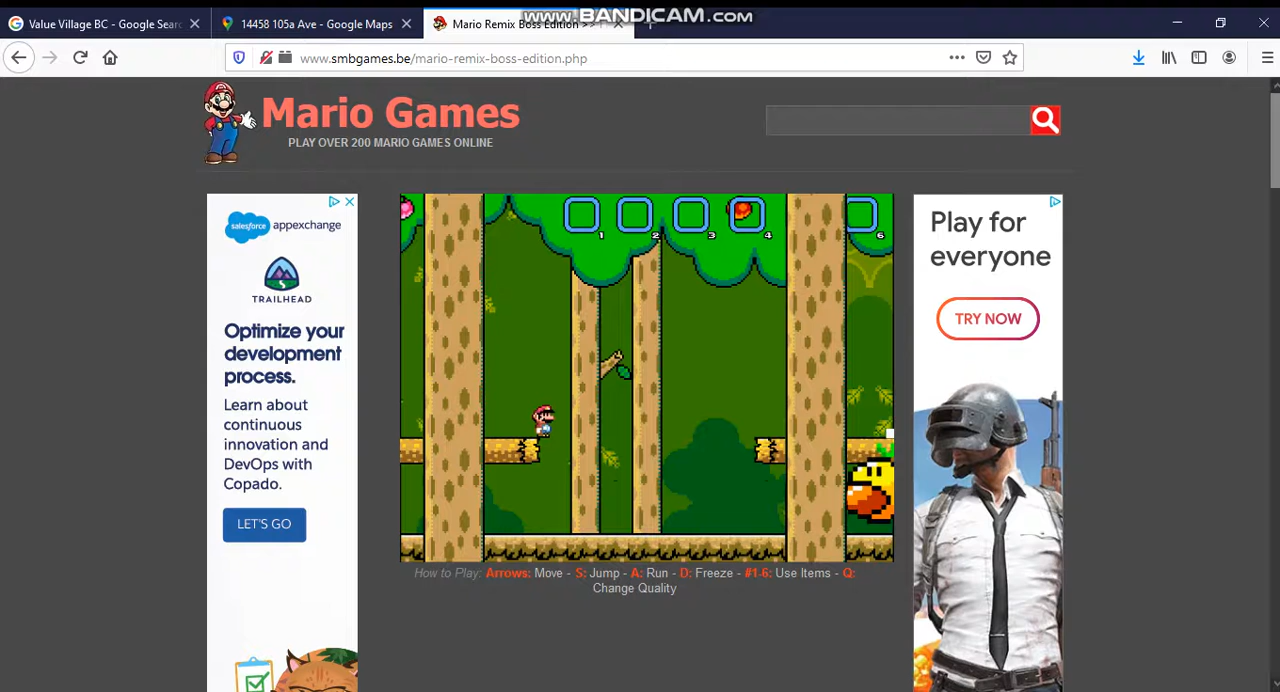 www.BANDICAM.com
Value Village BC - Google Sear
14458 105a Ave - Google Maps
Mario Remix Boss Edition >>
www.smbgames.be/mario-remix-boss-edition.php
Mario Games
PLAY OVER 200 MARIO GAMES ONLINE
salesforce appexchange
TRAILHEAD
Optimize your
development
process.
Learn about
continuous
innovation and
DevOps with
Copado.
LET'S GO
1 2 3 4 6
How to Play: Arrows: Move - S: Jump - A: Run - D: Freeze - #1-6: Use Items - Q:
Change Quality
Play for
everyone
TRY NOW